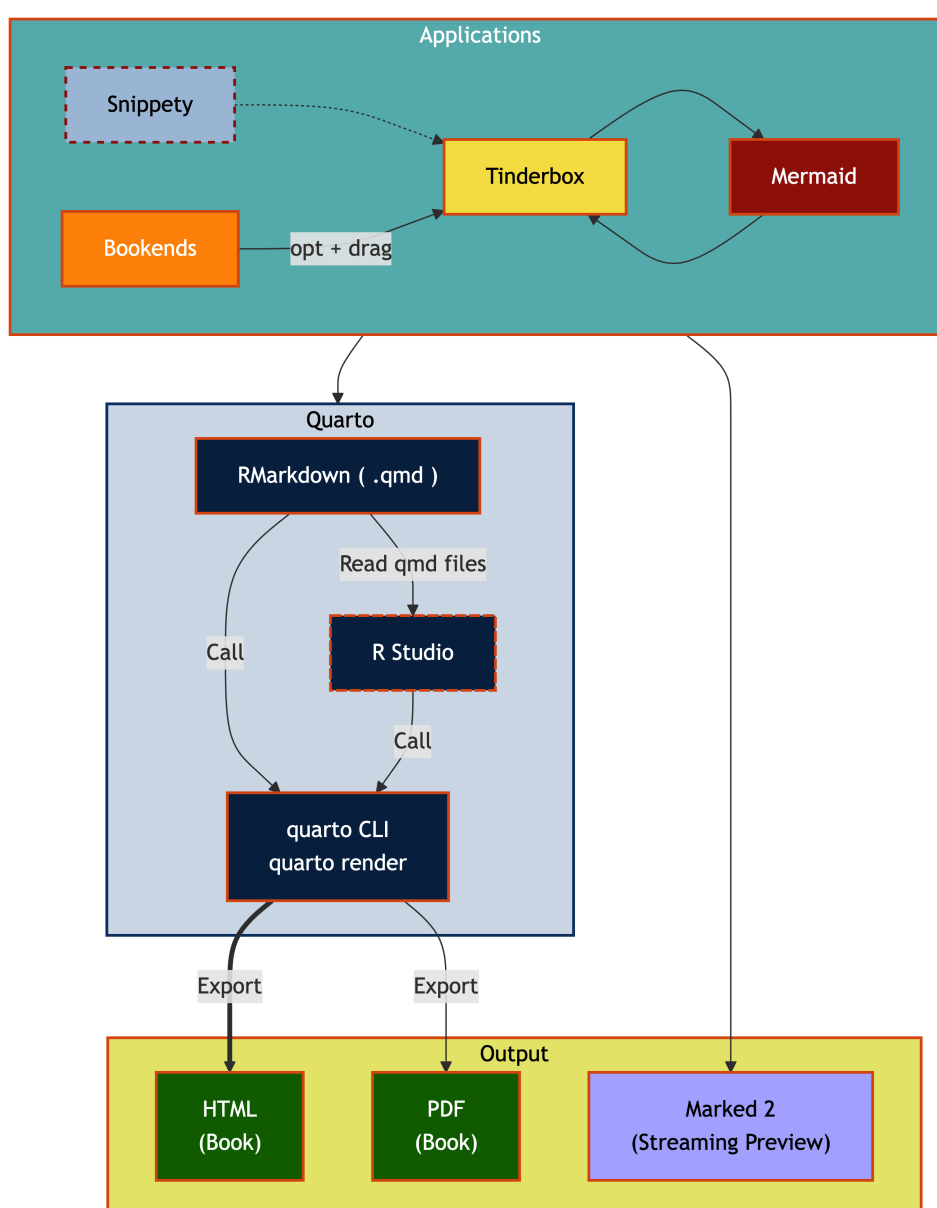 Applications
Snippety
Tinderbox
Mermaid
Bookends
opt + drag
Quarto
RMarkdown ( .qmd )
Read qmd files
Call
R Studio
Call
quarto CLI
quarto render
Export
Export
Output
HTML
(Book)
PDF
(Book)
Marked 2
(Streaming Preview)